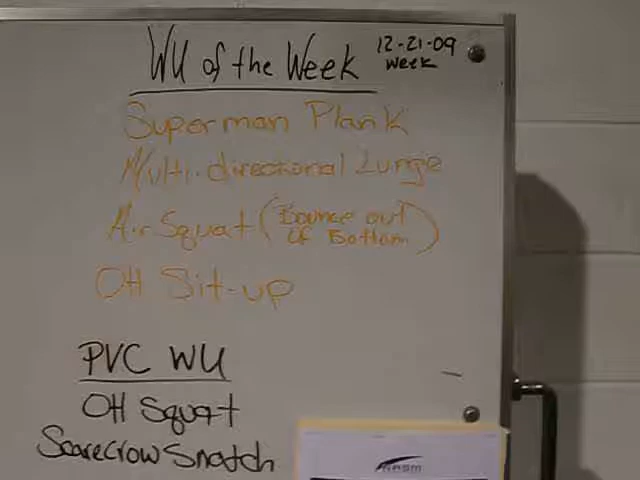 WU of the Week
12-21-09
week
Superman Plank
Multi-directional Lunge
Air Squat (Bounce out
Of Bottom)
OH Sit-up
PVC WU
OH Squat
Scarecrow Snatch